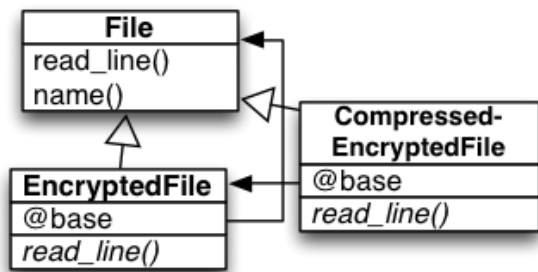 File
read_line()
name()
EncryptedFile
@base
read_line()
Compressed-
EncryptedFile
@base
read_line()